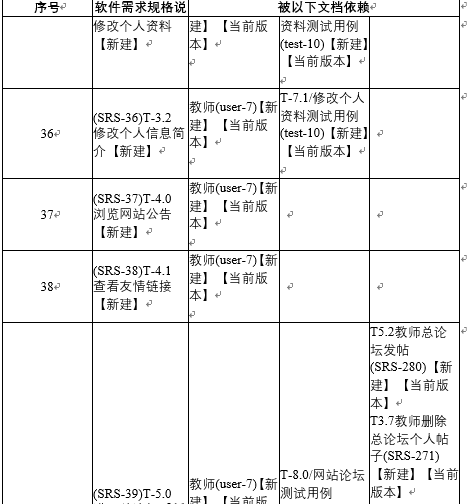 序号 软件需求规格说 被以下文档依赖
修改个人资料
【新建】
建】【当前版
本】
资料测试用例
(test-10)【新建】
【当前版本】
36
(SRS-36)T-3.2
修改个人信息简
介【新建】
教师(user-7)【新
建】【当前版
本】
T-7.1/修改个人
资料测试用例
(test-10)【新建】
【当前版本】
37
(SRS-37)T-4.0
浏览网站公告
【新建】
教师(user-7)【新
建】【当前版
本】
38
(SRS-38)T-4.1
查看友情链接
【新建】
教师(user-7)【新
建】【当前版
本】
(SRS-39)T-5.0
教师(user-7)【新
建】【当前版
T-8.0/网站论坛
测试用例
T5.2教师总论
坛发帖
(SRS-280)【新
建】【当前版
本】
T3.7教师删除
总论坛个人帖
子(SRS-271)
【新建】【当前
版本】